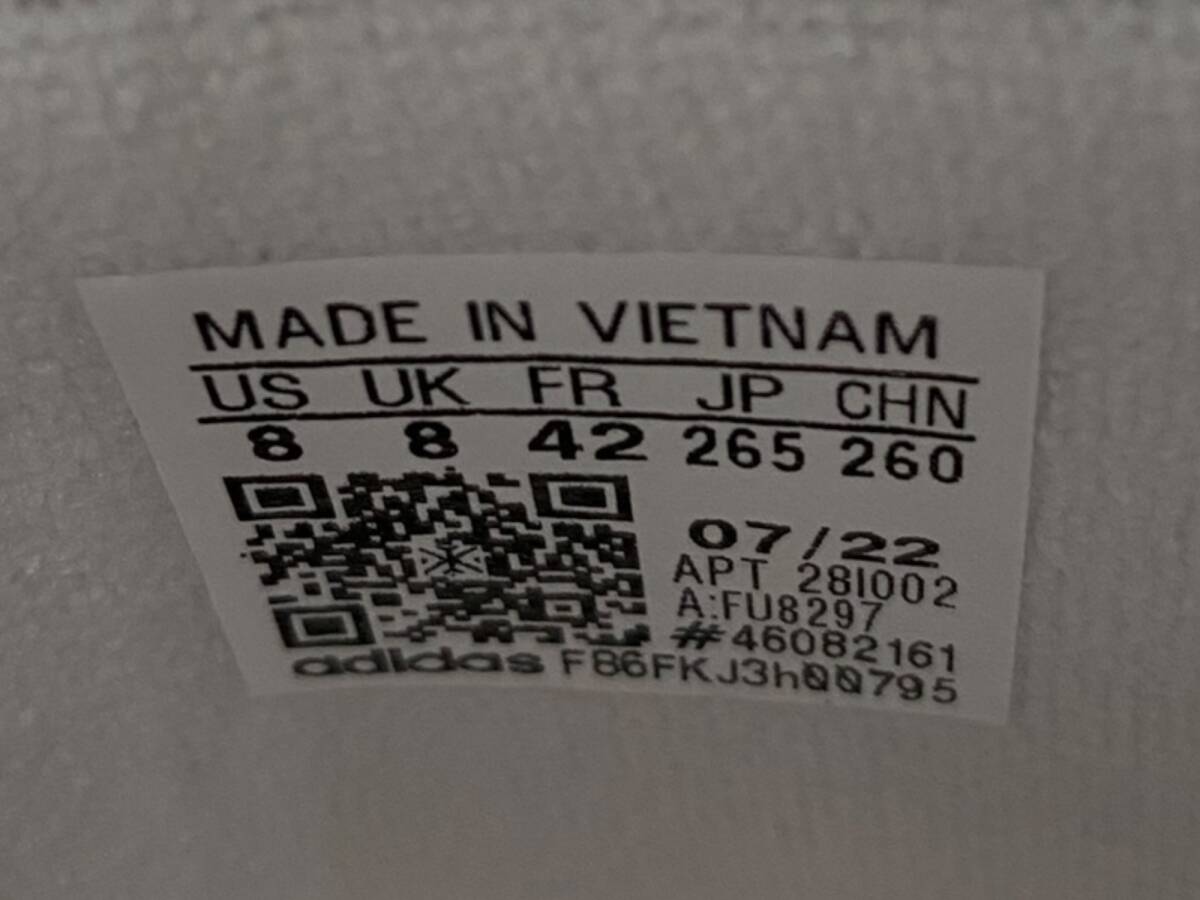 MADE IN VIETNAM
US UK FR JP CHN
8 8 42 265 260
07/22
APT 28I002
A:FU8297
#46082161
adidas F86FKJ3h00795